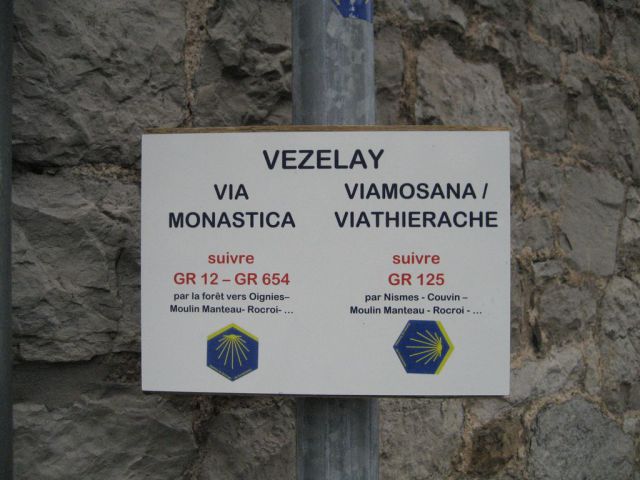 VEZELAY
VIA
MONASTICA
suivre
GR 12 – GR 654
par la forêt vers Oignies–
Moulin Manteau- Rocroi- ...
VIAMOSANA /
VIATHIERACHE
suivre
GR 125
par Nismes - Couvin –
Moulin Manteau - Rocroi - ...